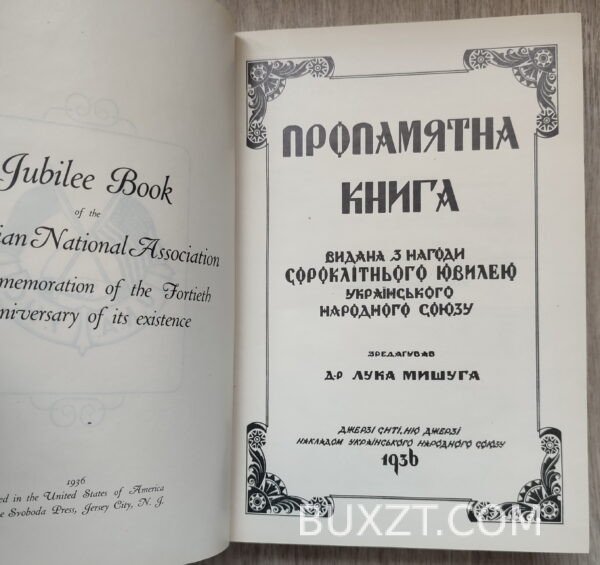 Jubilee Book
of the
National Association
of the Fortieth
of its existence
1936
in the United States of America
Svoboda Press, Jersey City, N. J.
ПРОПАМЯТНА
КНИГА
ВИДАНА З НАГОДИ
СОРОКЛІТНЬОГО ЮВИЛЕЮ
УКРАЇНСЬКОГО
НАРОДНОГО СОЮЗУ
ЗРЕДАГУВАВ
Д-Р ЛУКА МИШУГА
ДЖЕРЗІ СИТІ, НЮ ДЖЕРЗІ
НАКЛАДОМ УКРАЇНСЬКОГО НАРОДНОГО СОЮЗУ
1936
BUXZT.COM